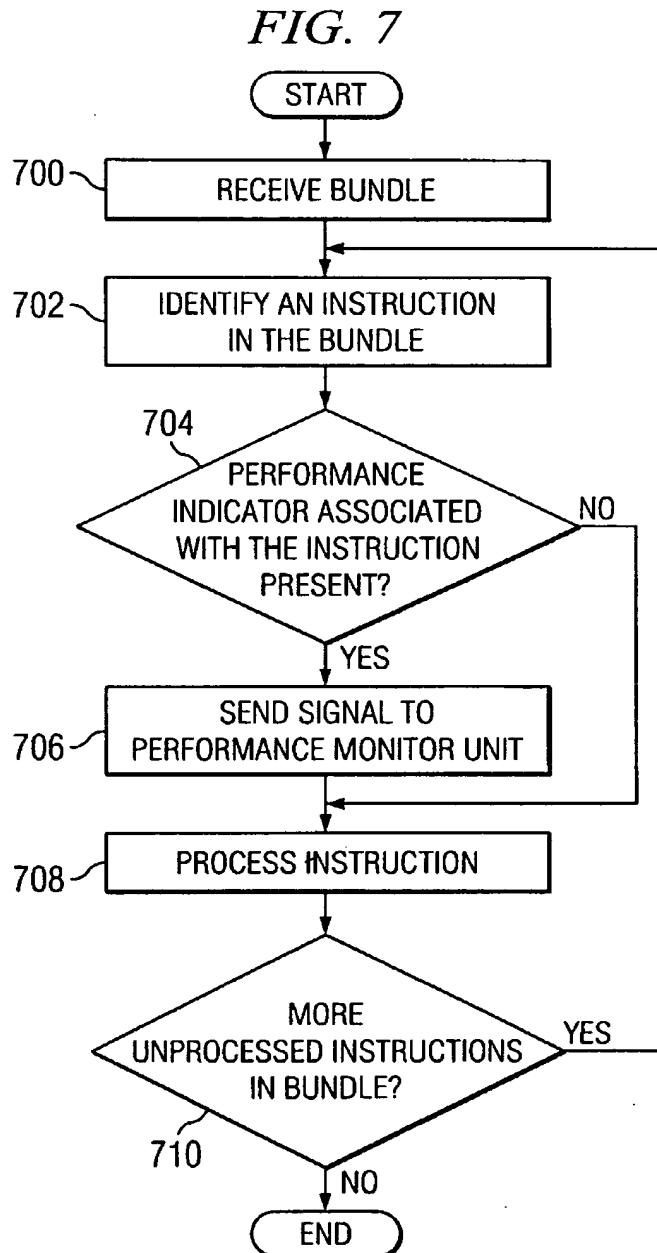 FIG. 7
START
700
RECEIVE BUNDLE
702
IDENTIFY AN INSTRUCTION
IN THE BUNDLE
704
PERFORMANCE
INDICATOR ASSOCIATED
WITH THE INSTRUCTION
PRESENT?
NO
YES
706
SEND SIGNAL TO
PERFORMANCE MONITOR UNIT
708
PROCESS INSTRUCTION
MORE
UNPROCESSED INSTRUCTIONS
IN BUNDLE?
YES
710
NO
END